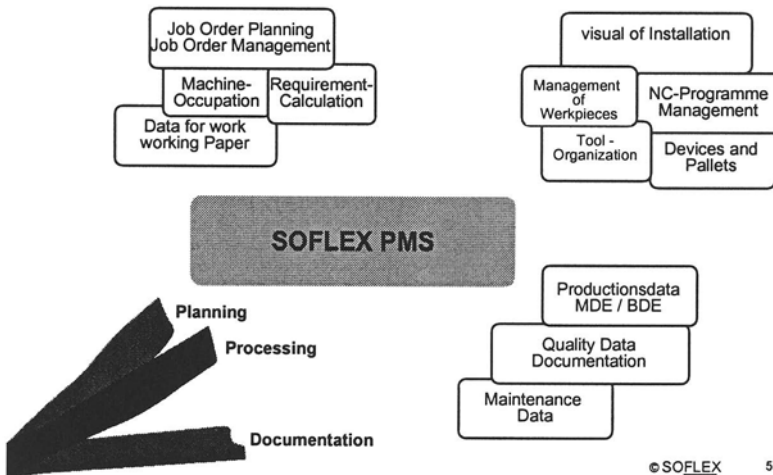 Job Order Planning
Job Order Management
Machine-
Occupation
Requirement-
Calculation
Data for work
working Paper
visual of Installation
Management
of
Werkpieces
NC-Programme
Management
Tool -
Organization
Devices and
Pallets
SOFLEX PMS
Planning
Processing
Documentation
Productionsdata
MDE / BDE
Quality Data
Documentation
Maintenance
Data
© SOFLEX 5